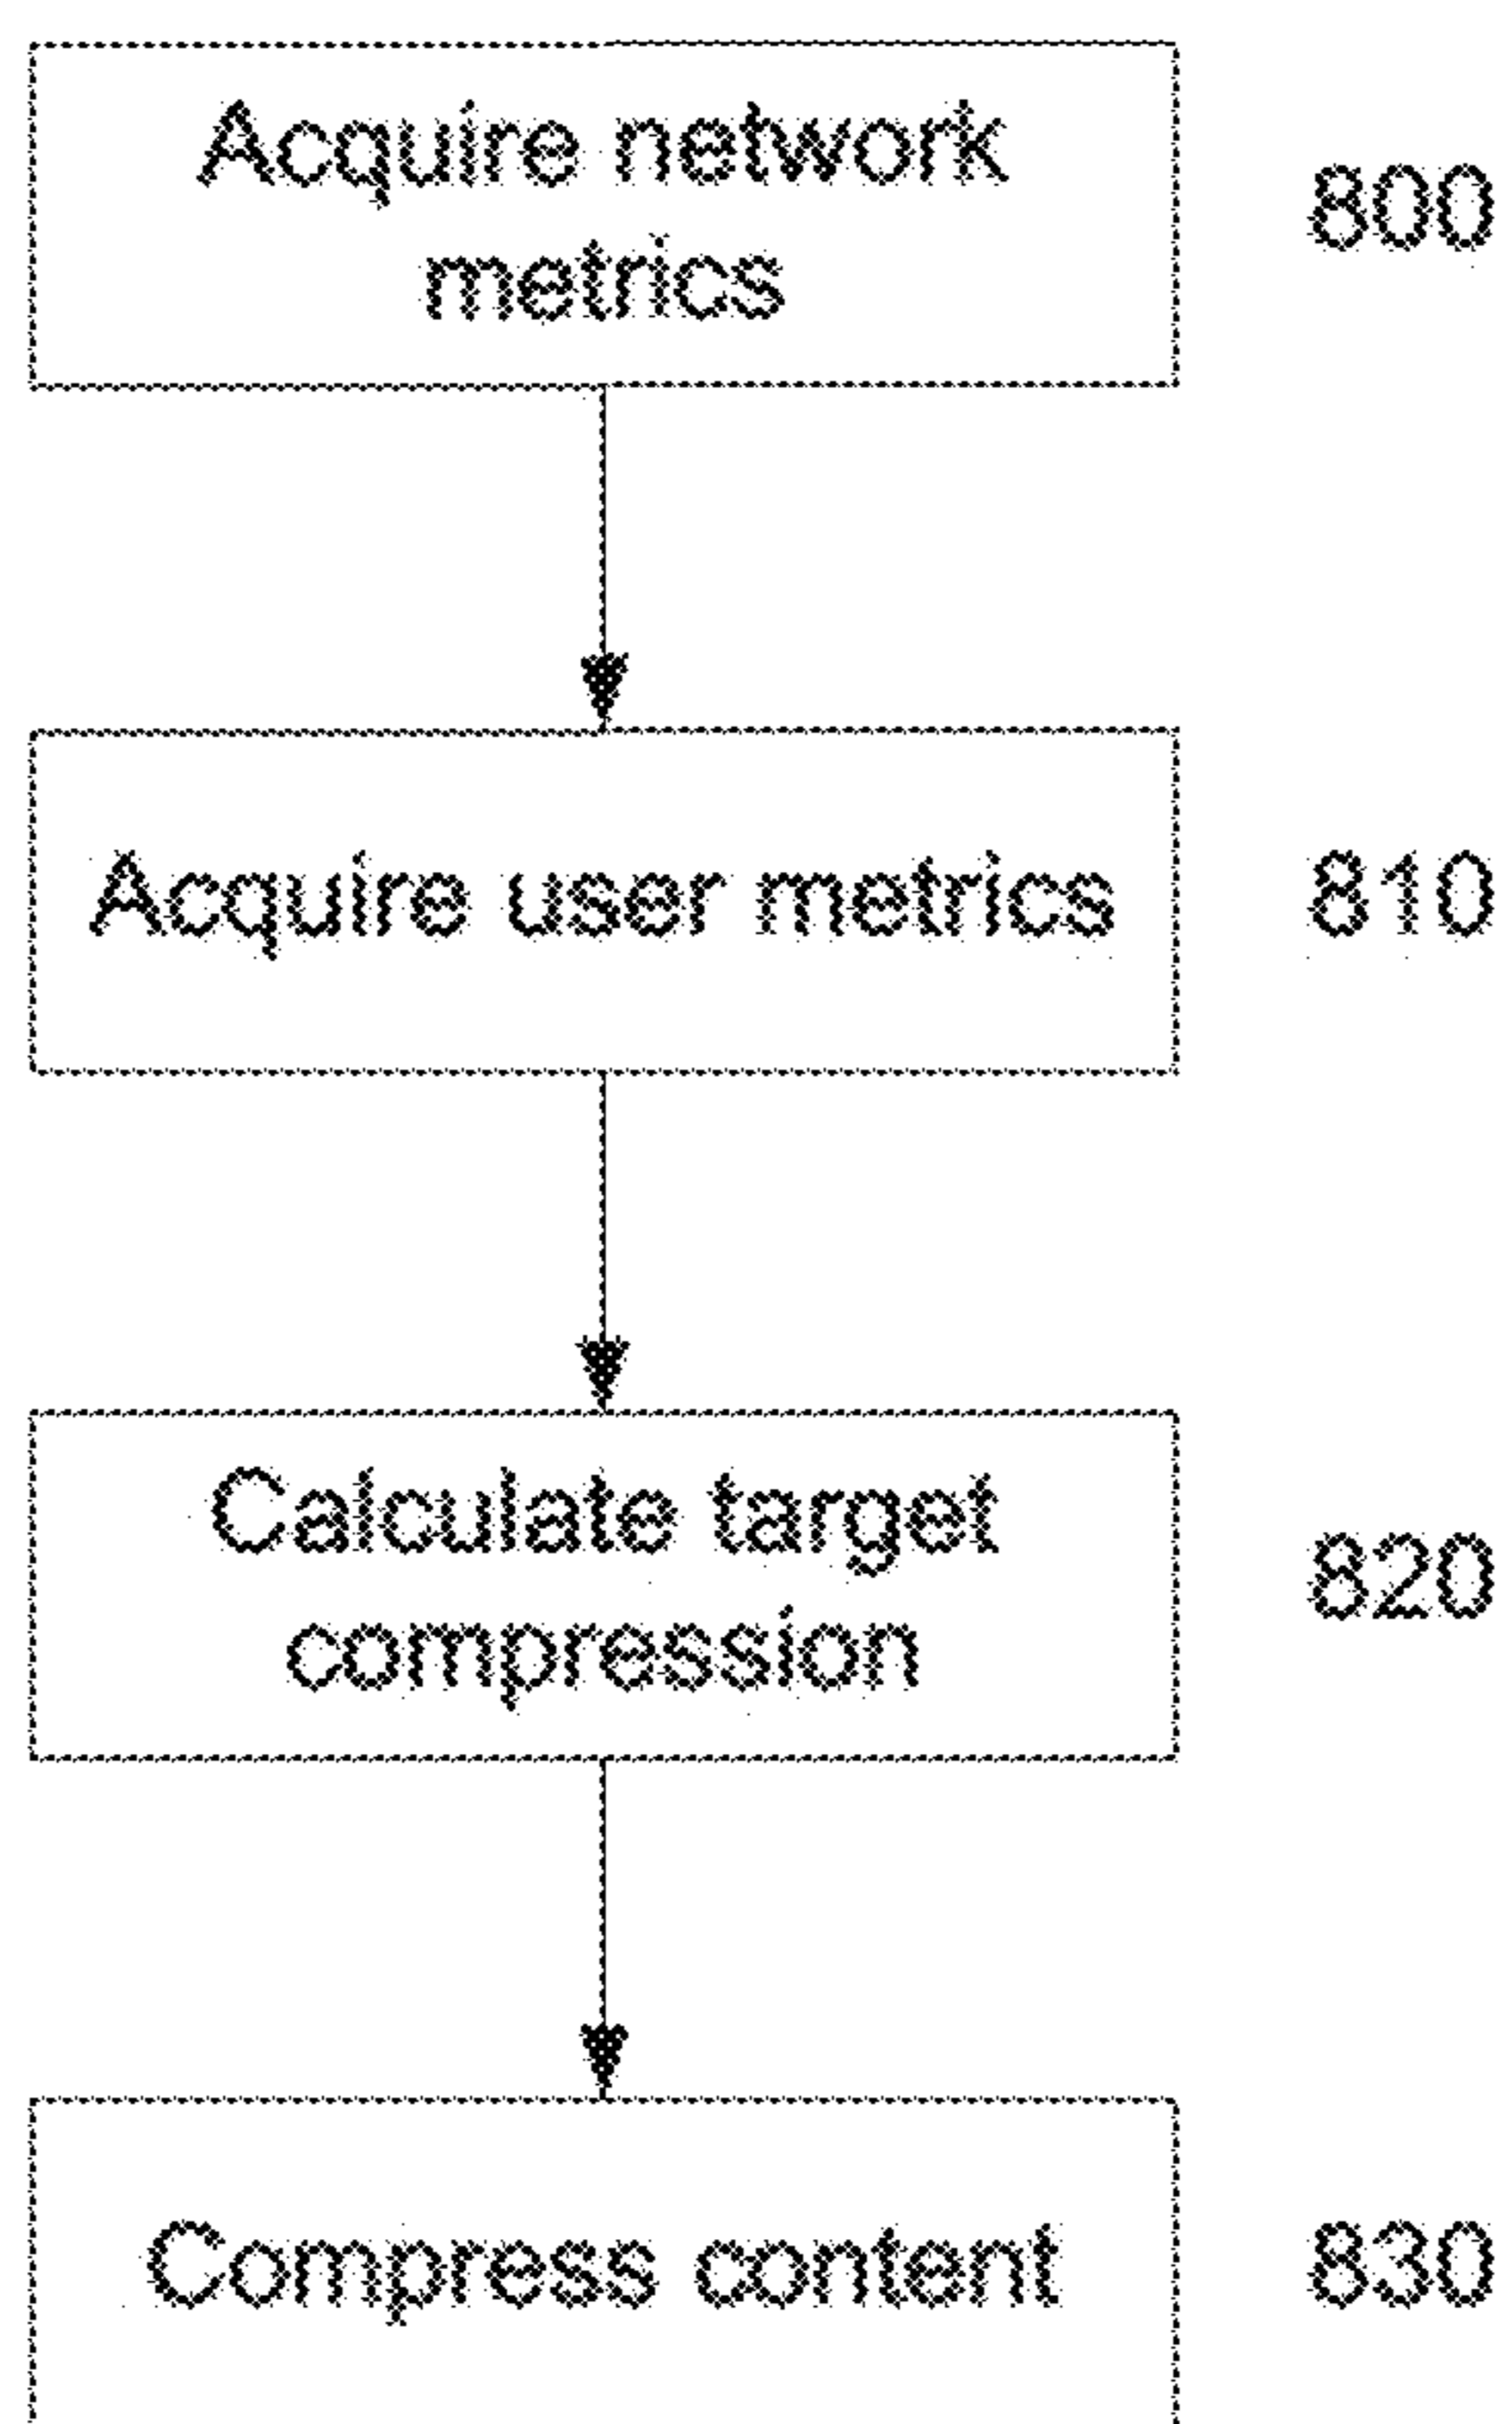 Acquire network
metrics
800
Acquire user metrics
810
Calculate target
compression
820
Compress content
830